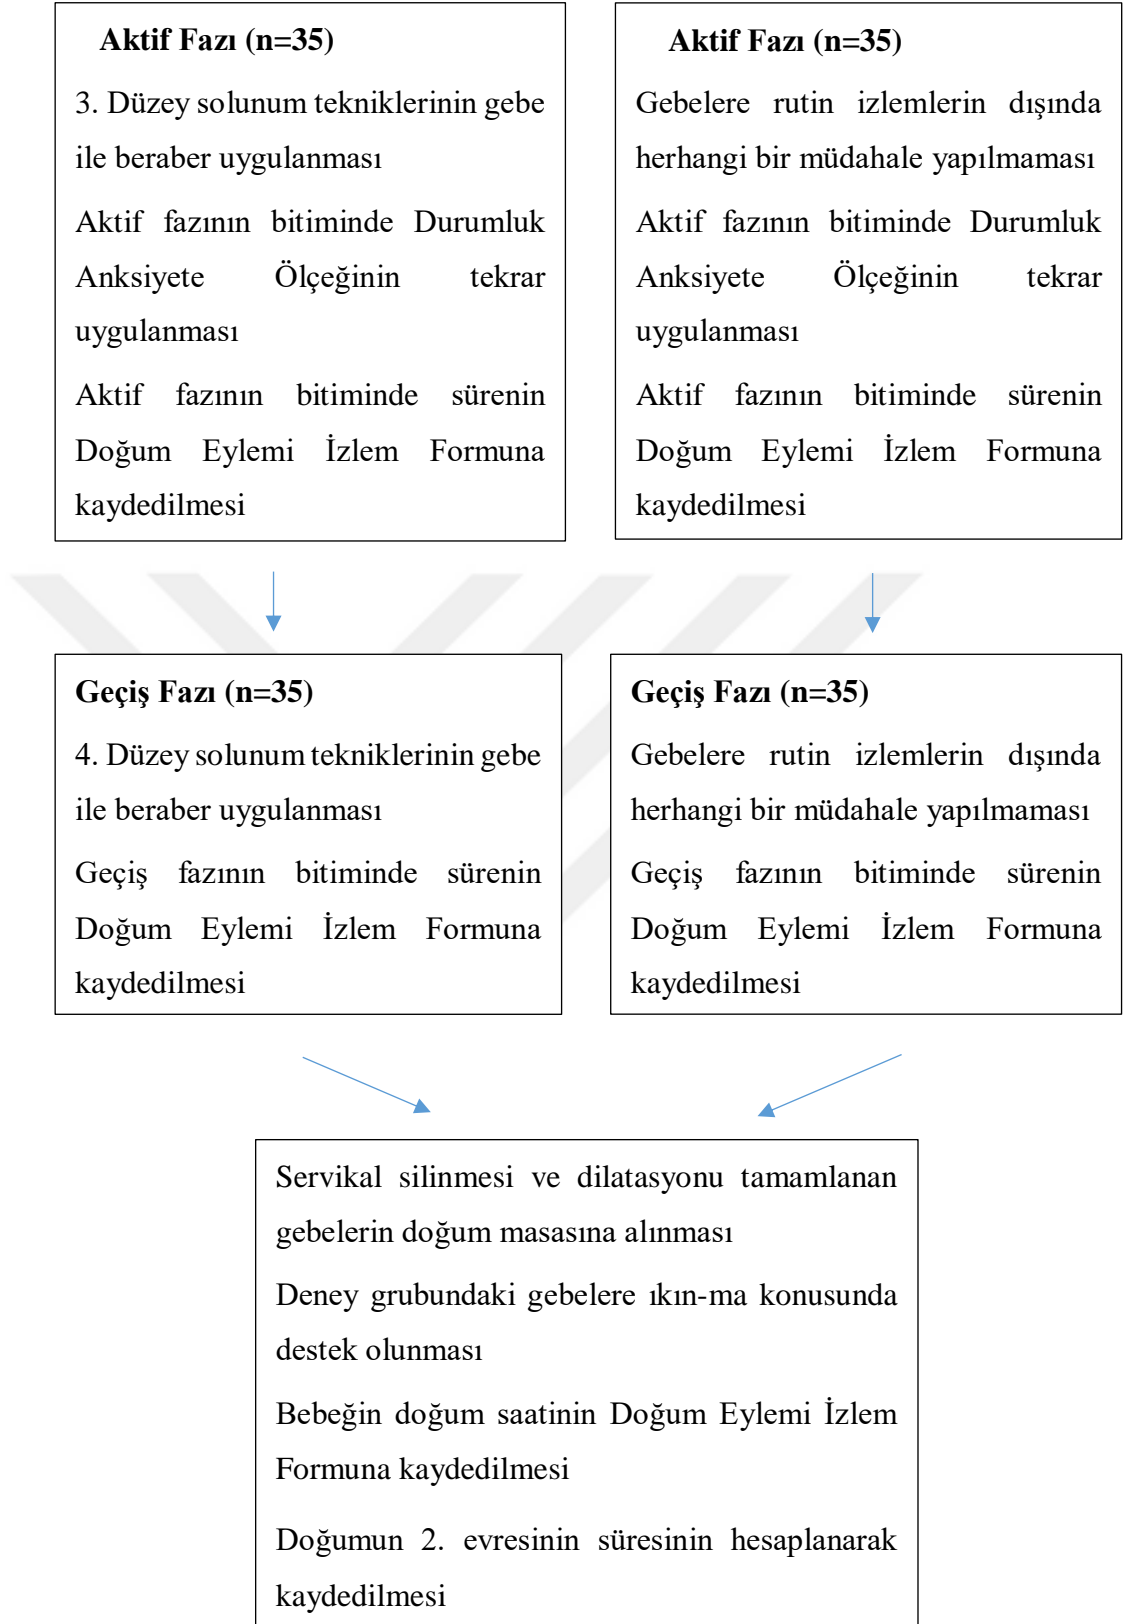 Aktif Fazı (n=35)
3. Düzey solunum tekniklerinin gebe
ile beraber uygulanması
Aktif fazının bitiminde Durumluk
Anksiyete Ölçeğinin tekrar
uygulanması
Aktif fazının bitiminde sürenin
Doğum Eylemi İzlem Formuna
kaydedilmesi
Aktif Fazı (n=35)
Gebelere rutin izlemlerin dışında
herhangi bir müdahale yapılmaması
Aktif fazının bitiminde Durumluk
Anksiyete Ölçeğinin tekrar
uygulanması
Aktif fazının bitiminde sürenin
Doğum Eylemi İzlem Formuna
kaydedilmesi
Geçiş Fazı (n=35)
4. Düzey solunum tekniklerinin gebe
ile beraber uygulanması
Geçiş fazının bitiminde sürenin
Doğum Eylemi İzlem Formuna
kaydedilmesi
Geçiş Fazı (n=35)
Gebelere rutin izlemlerin dışında
herhangi bir müdahale yapılmaması
Geçiş fazının bitiminde sürenin
Doğum Eylemi İzlem Formuna
kaydedilmesi
Servikal silinmesi ve dilatasyonu tamamlanan
gebelerin doğum masasına alınması
Deney grubundaki gebelere ıkın-ma konusunda
destek olunması
Bebeğin doğum saatinin Doğum Eylemi İzlem
Formuna kaydedilmesi
Doğumun 2. evresinin süresinin hesaplanarak
kaydedilmesi